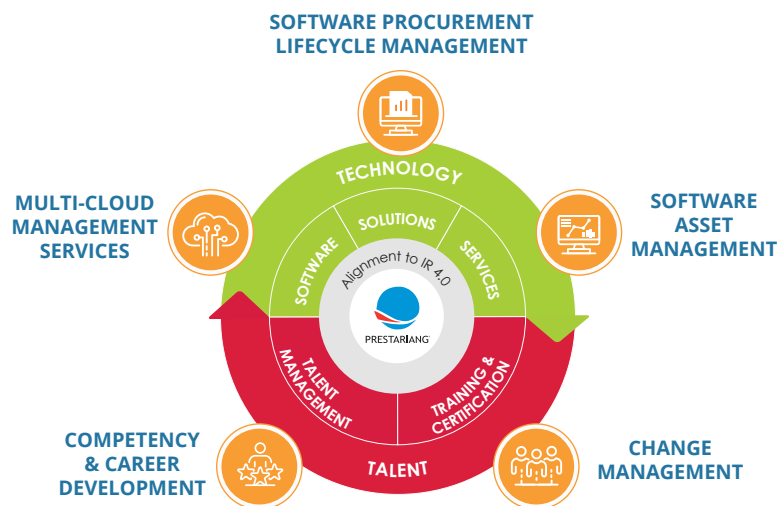 SOFTWARE PROCUREMENT
LIFECYCLE MANAGEMENT
TECHNOLOGY
MULTI-CLOUD
MANAGEMENT
SERVICES
SOFTWARE
ASSET
MANAGEMENT
SOFTWARE
SOLUTIONS
SERVICES
Alignment to IR 4.0
PRESTARIANG
TALENT
MANAGEMENT
TRAINING &
CERTIFICATION
COMPETENCY
& CAREER
DEVELOPMENT
TALENT
CHANGE
MANAGEMENT